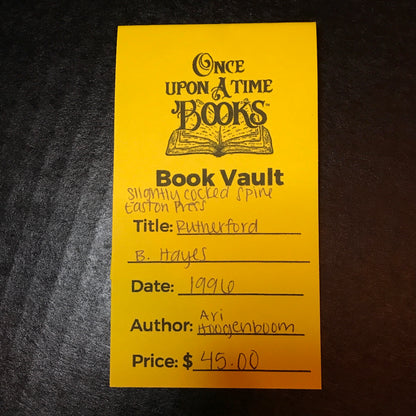 ONCE
UPON A TIME
BOOKS™
Book Vault
Slightly cocked spine
Easton Press
Title: Rutherford
B. Hayes
Date: 1996
Ari
Author: Hoogenboom
Price: $ 45.00